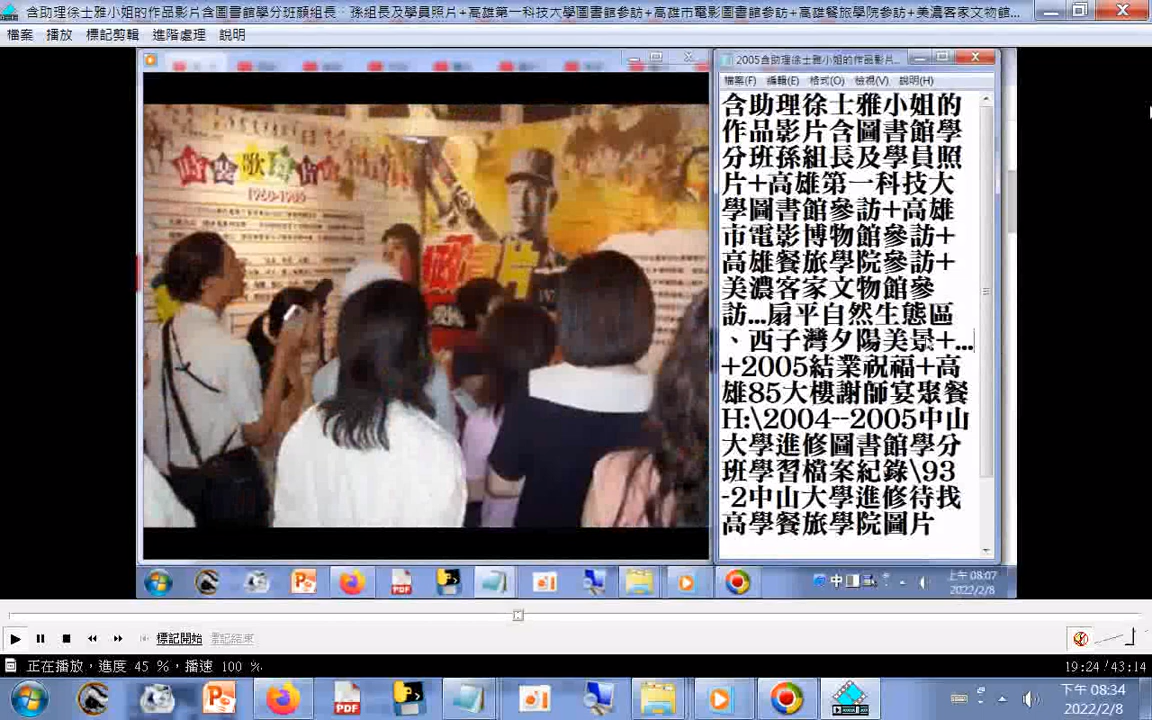 含助理徐士雅小姐的作品影片含圖書館學分班顧組長、孫組長及學員照片+高雄第一科技大學圖書館參訪+高雄市電影圖書館參訪+高雄餐旅學院參訪+美濃客家文物館...
檔案 播放 標記剪輯 進階處理 說明
2005含助理徐士雅小姐的作品影片...
檔案(F) 編輯(E) 格式(O) 檢視(V) 說明(H)
含助理徐士雅小姐的
作品影片含圖書館學
分班孫組長及學員照
片+高雄第一科技大
學圖書館參訪+高雄
市電影博物館參訪+
高雄餐旅學院參訪+
美濃客家文物館參
訪...扇平自然生態區
、西子灣夕陽美景+...
+2005結業祝福+高
雄85大樓謝師宴聚餐
H:\2004--2005中山
大學進修圖書館學分
班學習檔案紀錄\93
-2中山大學進修待找
高學餐旅學院圖片
時裝歌唱片
1960-1980
中
上午 08:07
2022/2/8
標記開始 標記結束
正在播放，進度 45 %，播速 100 %.
19:24 / 43:14
下午 08:34
2022/2/8